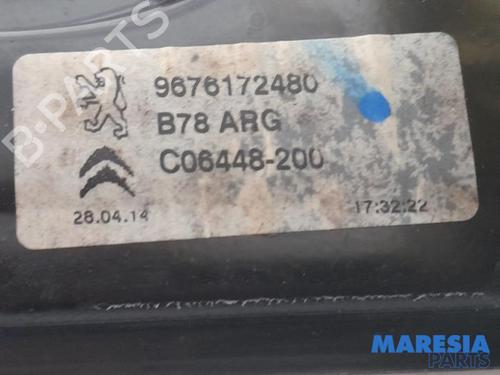 9676172480
B78 ARG
C06448-200
28.04.14
17:32:22
B-PARTS
MARESIA
PARTS